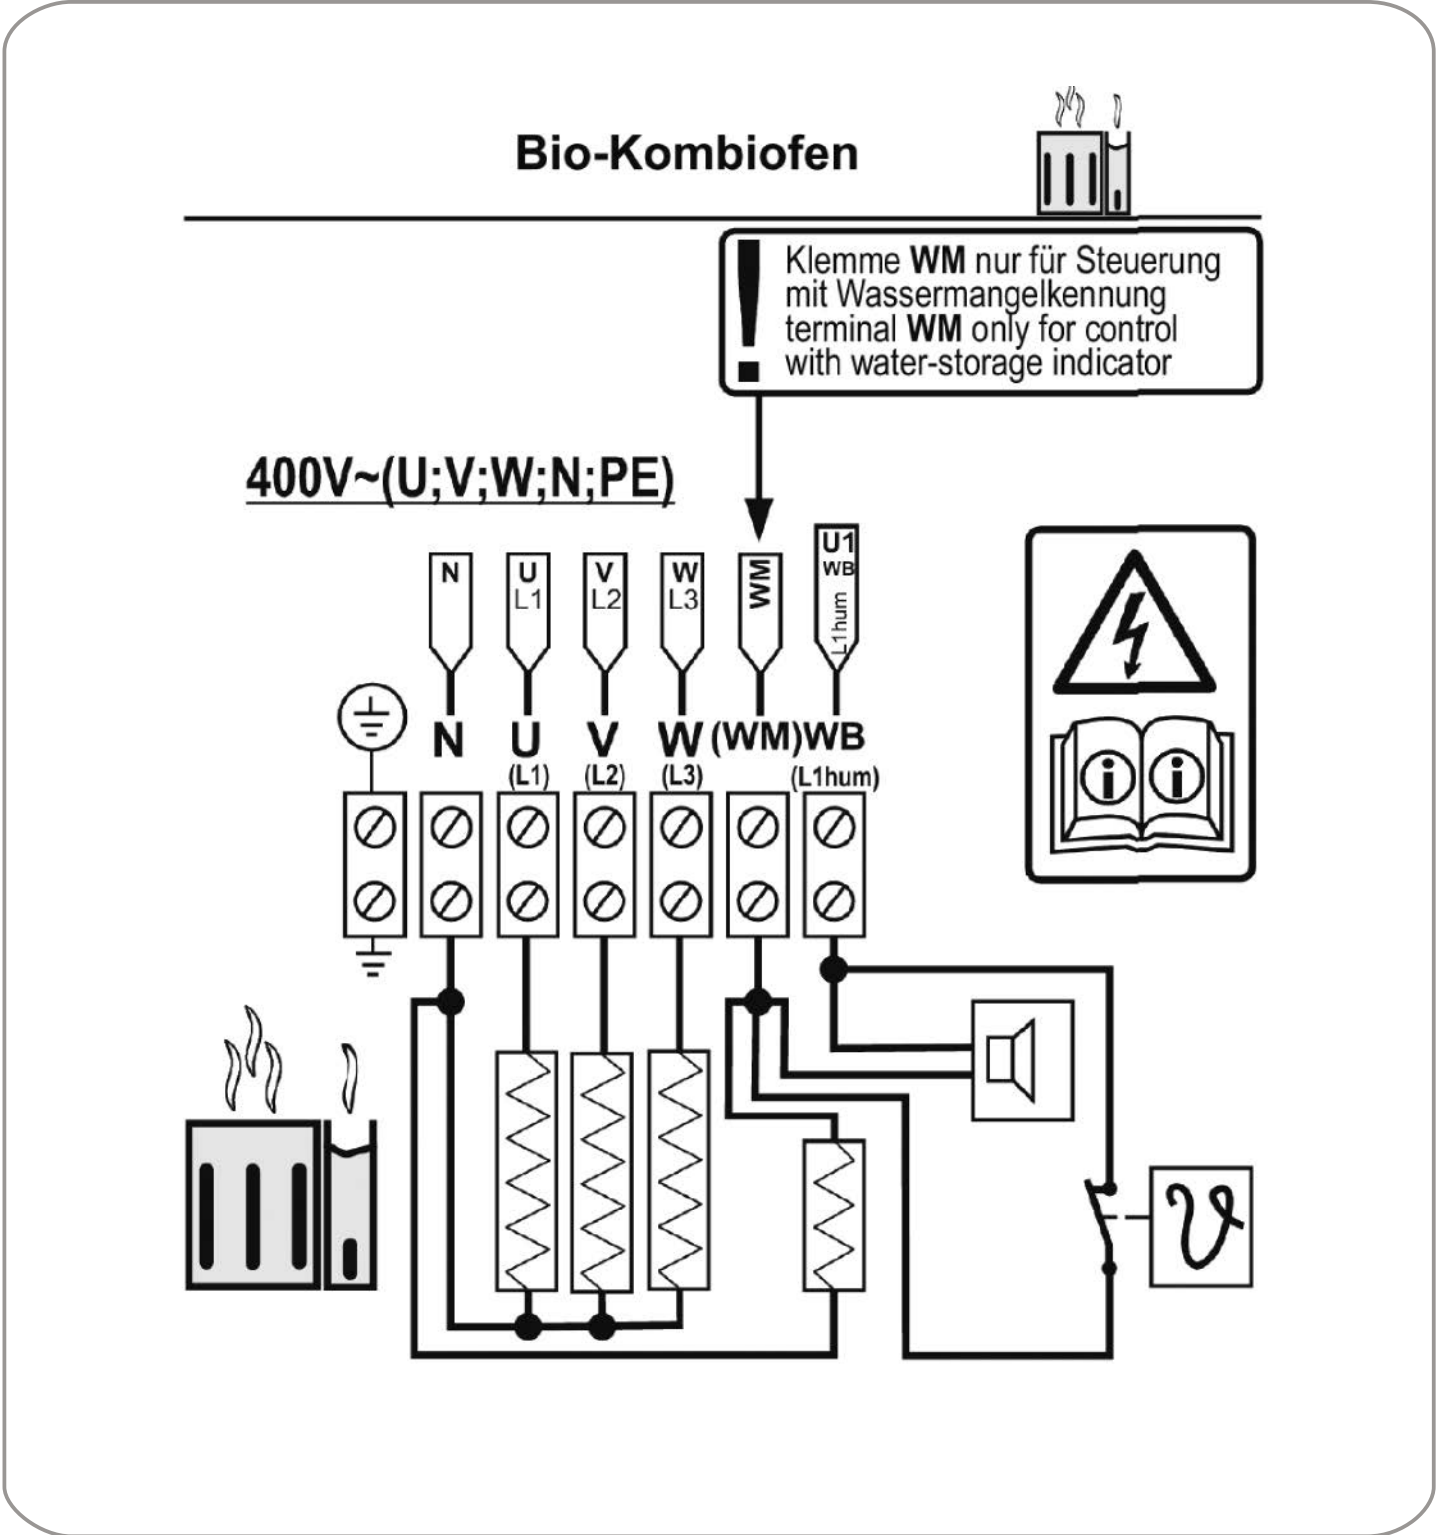 Bio-Kombiofen
Klemme WM nur für Steuerung
mit Wassermangelkennung
terminal WM only for control
with water-storage indicator
!
400V~(U;V;W;N;PE)
N
U
L1
V
L2
W
L3
WM
U1
WB
L1hum
N U V W (WM) WB
(L1) (L2) (L3) (L1hum)
i i
ϑ